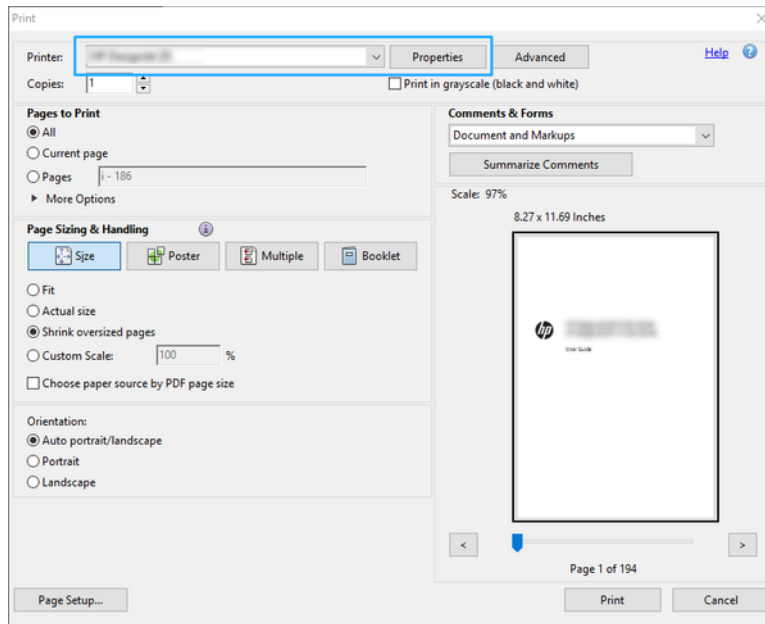 Print
Printer: Properties Advanced Help
Copies: 1 Print in grayscale (black and white)
Pages to Print
All
Current page
Pages i - 186
More Options
Page Sizing & Handling
Size Poster Multiple Booklet
Fit
Actual size
Shrink oversized pages
Custom Scale: 100 %
Choose paper source by PDF page size
Orientation:
Auto portrait/landscape
Portrait
Landscape
Comments & Forms
Document and Markups
Summarize Comments
Scale: 97%
8.27 x 11.69 Inches
hp
User Guide
< >
Page 1 of 194
Page Setup... Print Cancel